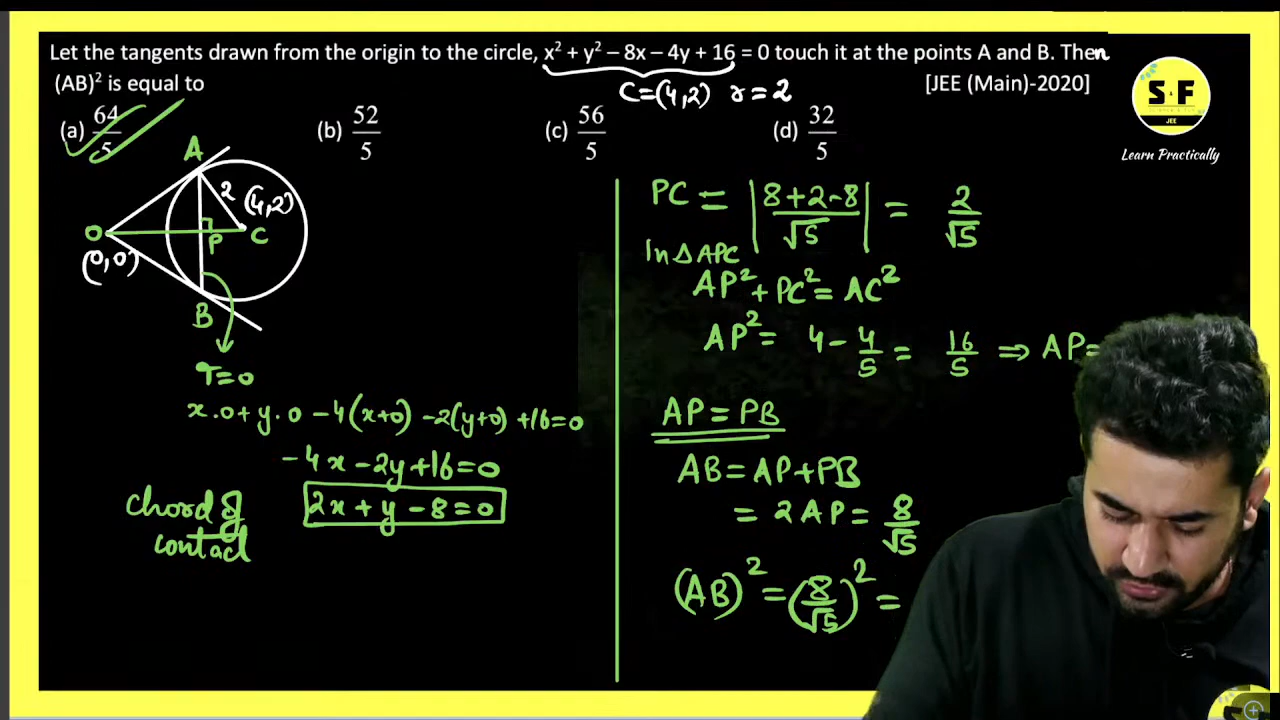 Let the tangents drawn from the origin to the circle, x² + y² – 8x – 4y + 16 = 0 touch it at the points A and B. Then
(AB)² is equal to
[JEE (Main)-2020]
C=(4,2) r=2
(a) 64/5
(b) 52/5
(c) 56/5
(d) 32/5
S&F
JEE
Learn Practically
A
2
(4,2)
O
P
C
(0,0)
B
T=0
x.0+y.0 -4(x+0) -2(y+0) +16=0
-4x-2y+16=0
2x+y-8=0
chord of
contact
PC = |8+2-8/√5| = 2/√5
In △APC
AP²+PC²=AC²
AP²= 4-4/5 = 16/5 ⇒ AP=
AP=PB
AB=AP+PB
= 2AP= 8/√5
(AB)²=(8/√5)²=